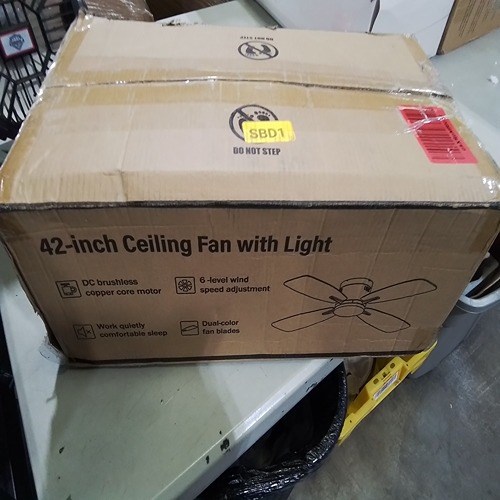 DO NOT STEP
SBD1
DO NOT STEP
42-inch Ceiling Fan with Light
DC brushless
copper core motor
6-level wind
speed adjustment
Work quietly
comfortable sleep
Dual-color
fan blades